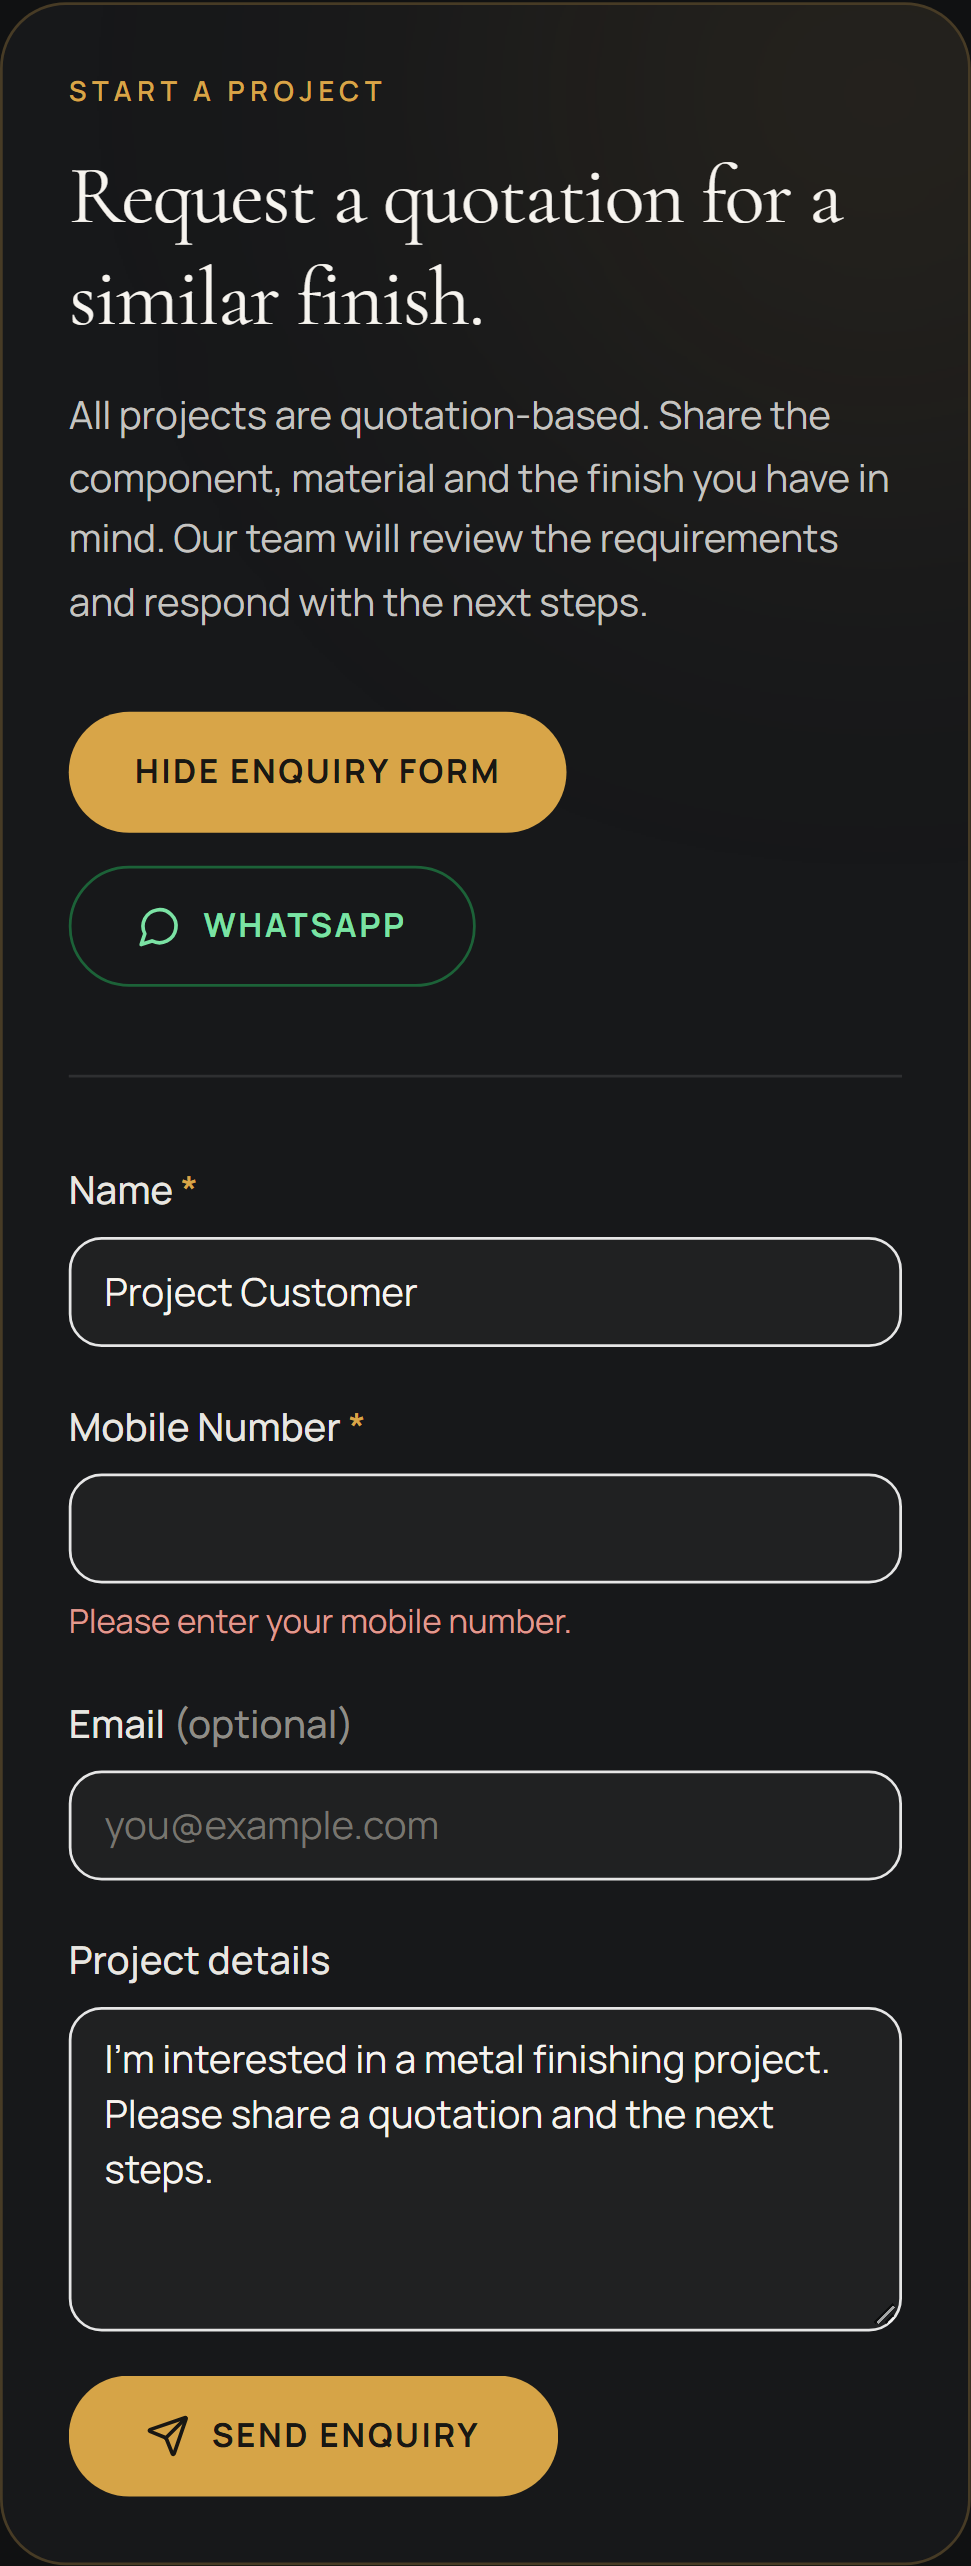 START A PROJECT
Request a quotation for a
similar finish.
All projects are quotation-based. Share the
component, material and the finish you have in
mind. Our team will review the requirements
and respond with the next steps.
HIDE ENQUIRY FORM
WHATSAPP
Name *
Project Customer
Mobile Number *
Please enter your mobile number.
Email (optional)
you@example.com
Project details
I’m interested in a metal finishing project.
Please share a quotation and the next
steps.
SEND ENQUIRY